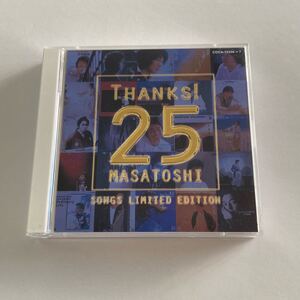 THANKS!
25
MASATOSHI
SONGS LIMITED EDITION